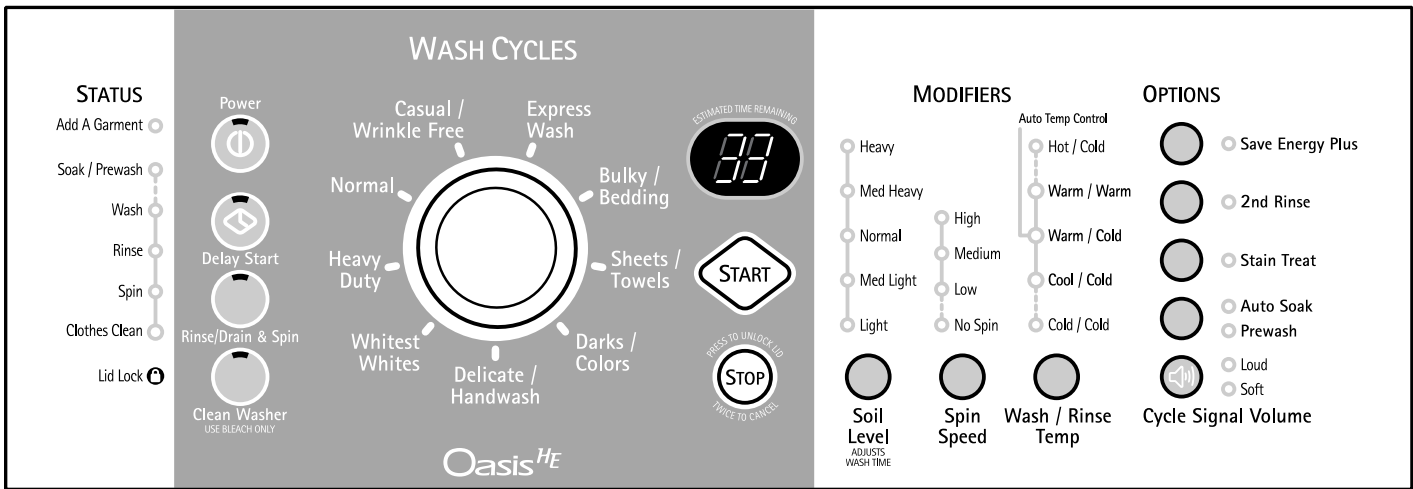 STATUS
Add A Garment
Soak / Prewash
Wash
Rinse
Spin
Clothes Clean
Lid Lock
WASH CYCLES
Power
Delay Start
Rinse/Drain & Spin
Clean Washer
USE BLEACH ONLY
Casual /
Wrinkle Free
Express
Wash
Normal
Bulky /
Bedding
Heavy
Duty
Sheets /
Towels
Whitest
Whites
Delicate /
Handwash
Darks /
Colors
Oasis HE
ESTIMATED TIME REMAINING
33
START
PRESS TO UNLOCK LID
STOP
TWICE TO CANCEL
MODIFIERS
Heavy
Med Heavy
Normal
Med Light
Light
Soil
Level
ADJUSTS
WASH TIME
High
Medium
Low
No Spin
Spin
Speed
Auto Temp Control
Hot / Cold
Warm / Warm
Warm / Cold
Cool / Cold
Cold / Cold
Wash / Rinse
Temp
OPTIONS
Save Energy Plus
2nd Rinse
Stain Treat
Auto Soak
Prewash
Loud
Soft
Cycle Signal Volume